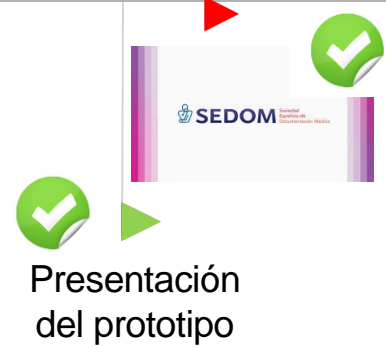 SEDOM
Sociedad
Española de
Documentación Médica
Presentación
del prototipo